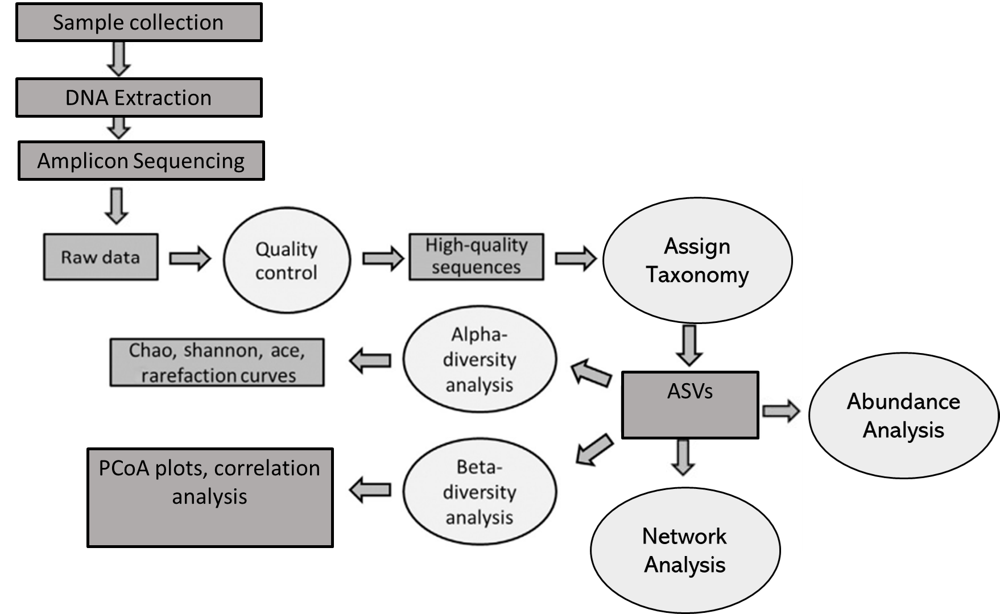 Sample collection
DNA Extraction
Amplicon Sequencing
Raw data
Quality
control
High-quality
sequences
Assign
Taxonomy
Chao, shannon, ace,
rarefaction curves
Alpha-
diversity
analysis
ASVs
Abundance
Analysis
PCoA plots, correlation
analysis
Beta-
diversity
analysis
Network
Analysis